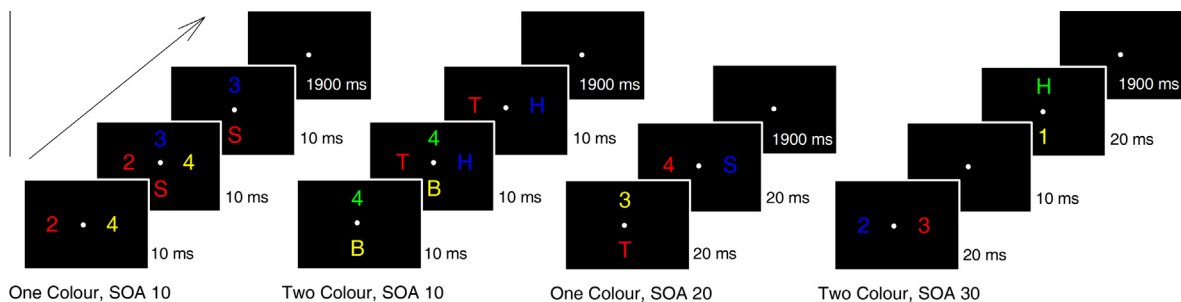 1900 ms
3
S
10 ms
3
2 4
S
10 ms
2 4
10 ms
One Colour, SOA 10
1900 ms
T H
10 ms
4
T H
B
10 ms
4
B
10 ms
Two Colour, SOA 10
1900 ms
4 S
20 ms
3
T
20 ms
One Colour, SOA 20
1900 ms
H
1
20 ms
10 ms
2 3
20 ms
Two Colour, SOA 30